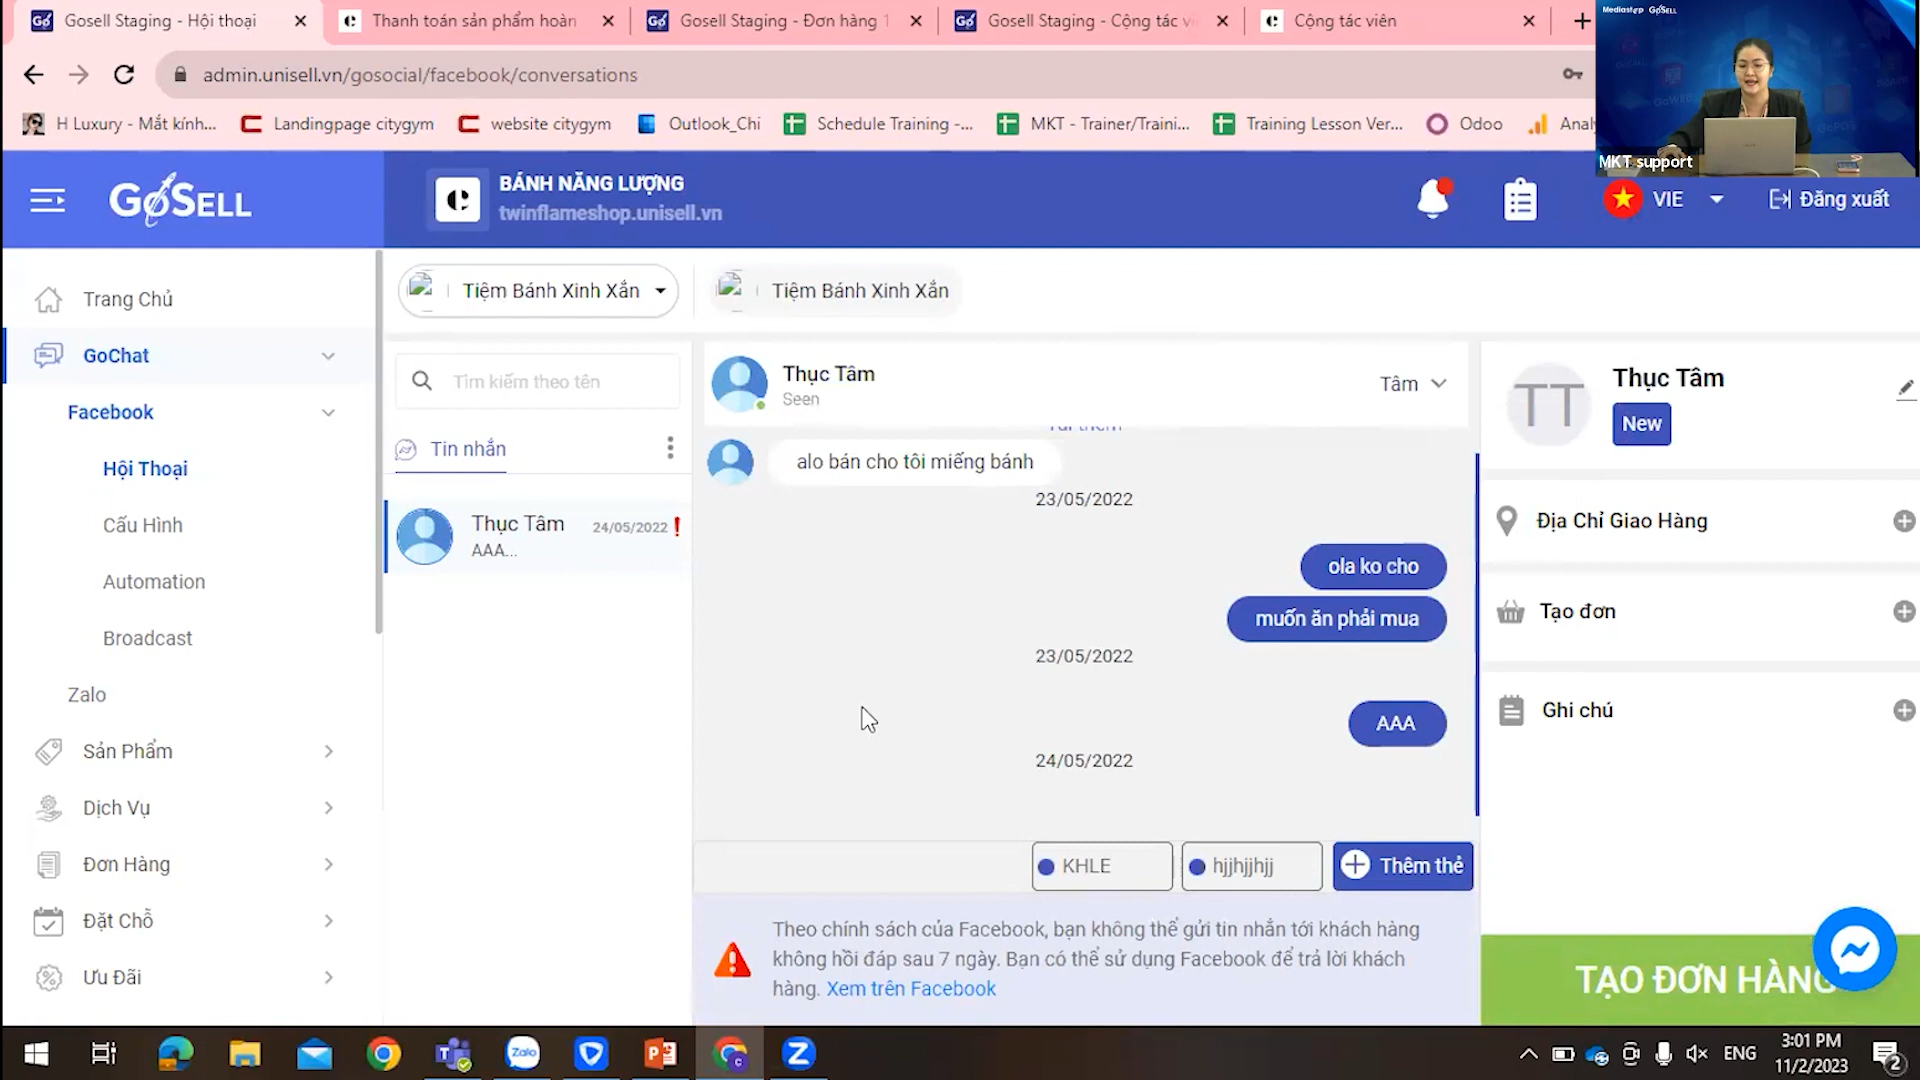 Gosell Staging - Hội thoại
Thanh toán sản phẩm hoàn
Gosell Staging - Đơn hàng 1
Gosell Staging - Cộng tác vi
Cộng tác viên
Mediastep GoSELL
admin.unisell.vn/gosocial/facebook/conversations
H Luxury - Mắt kính...
Landingpage citygym
website citygym
Outlook_Chi
Schedule Training -...
MKT - Trainer/Traini...
Training Lesson Ver...
Odoo
Anal
MKT support
GoSELL
BÁNH NĂNG LƯỢNG
twinflameshop.unisell.vn
VIE
Đăng xuất
Trang Chủ
GoChat
Facebook
Hội Thoại
Cấu Hình
Automation
Broadcast
Zalo
Sản Phẩm
Dịch Vụ
Đơn Hàng
Đặt Chỗ
Ưu Đãi
Tiệm Bánh Xinh Xắn
Tiệm Bánh Xinh Xắn
Tìm kiếm theo tên
Tin nhắn
Thục Tâm
24/05/2022
AAA...
Thục Tâm
Seen
Tâm
alo bán cho tôi miếng bánh
23/05/2022
ola ko cho
muốn ăn phải mua
23/05/2022
AAA
24/05/2022
KHLE
hjjhjjhjj
Thêm thẻ
Theo chính sách của Facebook, bạn không thể gửi tin nhắn tới khách hàng
không hồi đáp sau 7 ngày. Bạn có thể sử dụng Facebook để trả lời khách
hàng. Xem trên Facebook
TT
Thục Tâm
New
Địa Chỉ Giao Hàng
Tạo đơn
Ghi chú
TẠO ĐƠN HÀNG
Zalo
ENG
3:01 PM
11/2/2023
2